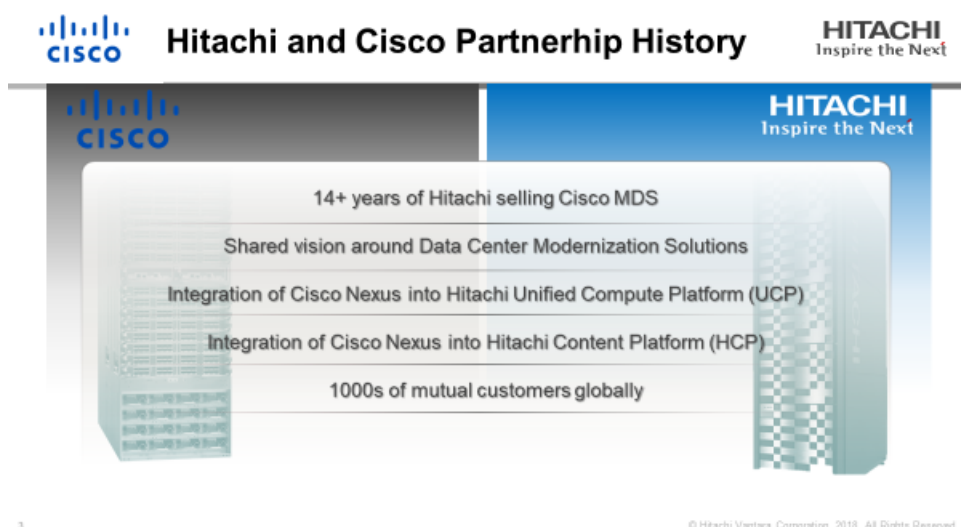 CISCO
Hitachi and Cisco Partnerhip History
HITACHI
Inspire the Next
CISCO
HITACHI
Inspire the Next
14+ years of Hitachi selling Cisco MDS
Shared vision around Data Center Modernization Solutions
Integration of Cisco Nexus into Hitachi Unified Compute Platform (UCP)
Integration of Cisco Nexus into Hitachi Content Platform (HCP)
1000s of mutual customers globally
3
© Hitachi Vantara Corporation 2018. All Rights Reserved